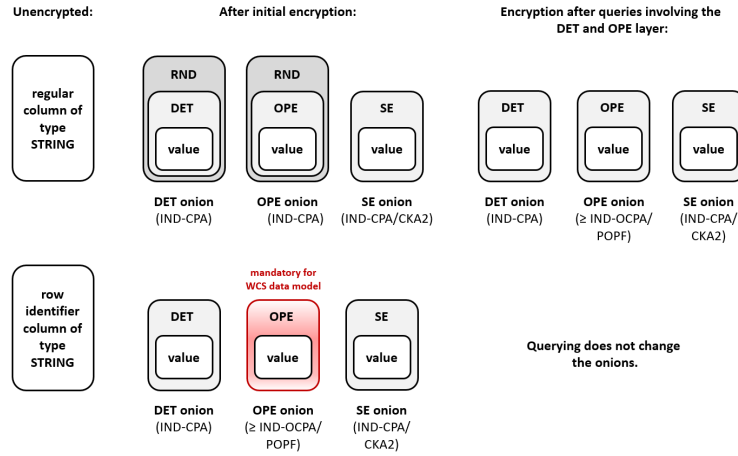 Unencrypted:
After initial encryption:
Encryption after queries involving the
DET and OPE layer:
regular
column of
type
STRING
RND
DET
value
RND
OPE
value
SE
value
DET
value
OPE
value
SE
value
DET onion
(IND-CPA)
OPE onion
(IND-CPA)
SE onion
(IND-CPA/CKA2)
DET onion
(IND-CPA)
OPE onion
(≥ IND-OCPA/
POPF)
SE onion
(IND-CPA/
CKA2)
row
identifier
column of
type
STRING
mandatory for
WCS data model
DET
value
OPE
value
SE
value
Querying does not change
the onions.
DET onion
(IND-CPA)
OPE onion
(≥ IND-OCPA/
POPF)
SE onion
(IND-CPA/
CKA2)